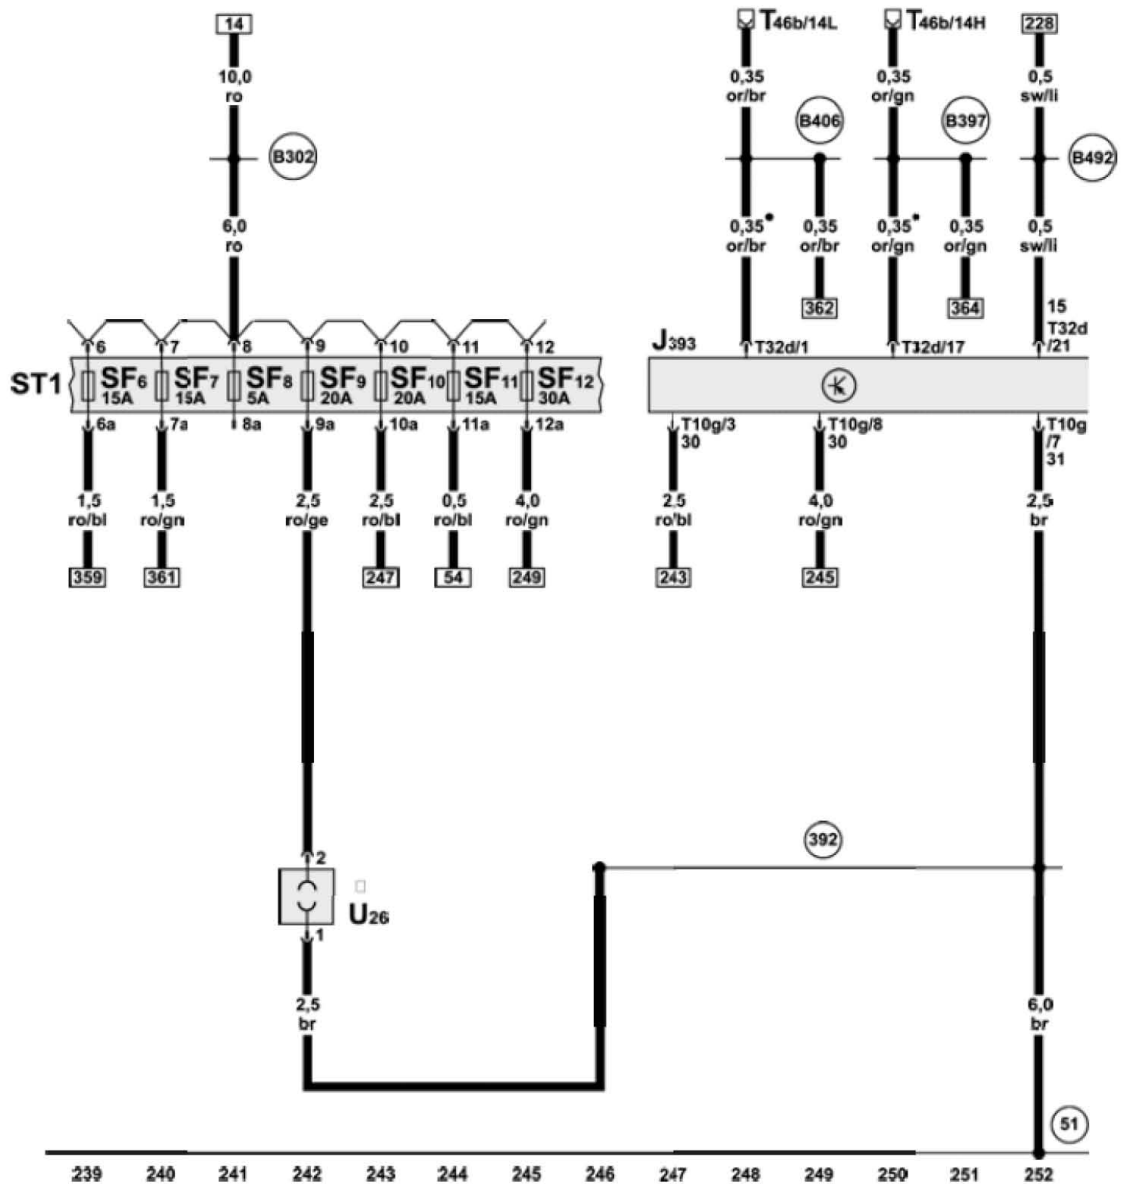 14
T46b/14L
T46b/14H
228
10,0
ro
0,35
or/br
0,35
or/gn
0,5
sw/li
B302
B406
B397
B492
6,0
ro
0,35
or/br
0,35
or/br
0,35
or/gn
0,35
or/gn
0,5
sw/li
362
364
15
T32d
/21
6
7
8
9
10
11
12
J393
T32d/1
T32d/17
ST1
SF6
15A
SF7
15A
SF8
5A
SF9
20A
SF10
20A
SF11
15A
SF12
30A
6a
7a
8a
9a
10a
11a
12a
T10g/3
30
T10g/8
30
T10g
/7
31
1,5
ro/bl
1,5
ro/gn
2,5
ro/ge
2,5
ro/bl
0,5
ro/bl
4,0
ro/gn
2,5
ro/bl
4,0
ro/gn
2,5
br
359
361
247
54
249
243
245
392
2
U26
1
2,5
br
6,0
br
51
239 240 241 242 243 244 245 246 247 248 249 250 251 252